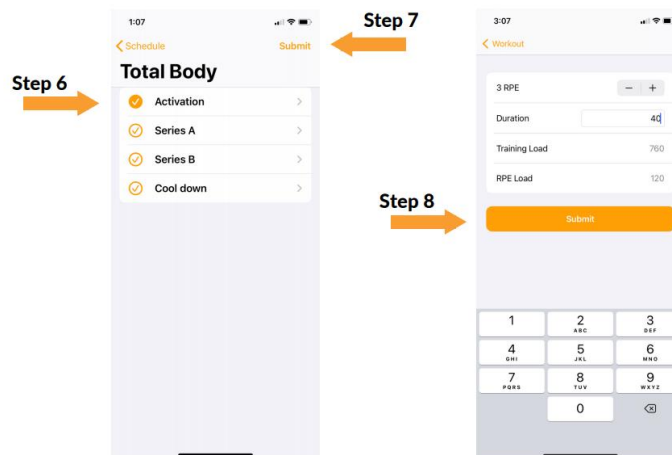 Step 7
Step 6
1:07
Schedule
Submit
Total Body
Activation
Series A
Series B
Cool down
Step 8
3:07
Workout
3 RPE
− +
Duration
40
Training Load
760
RPE Load
120
Submit
1
2
ABC
3
DEF
4
GHI
5
JKL
6
MNO
7
PQRS
8
TUV
9
WXYZ
0